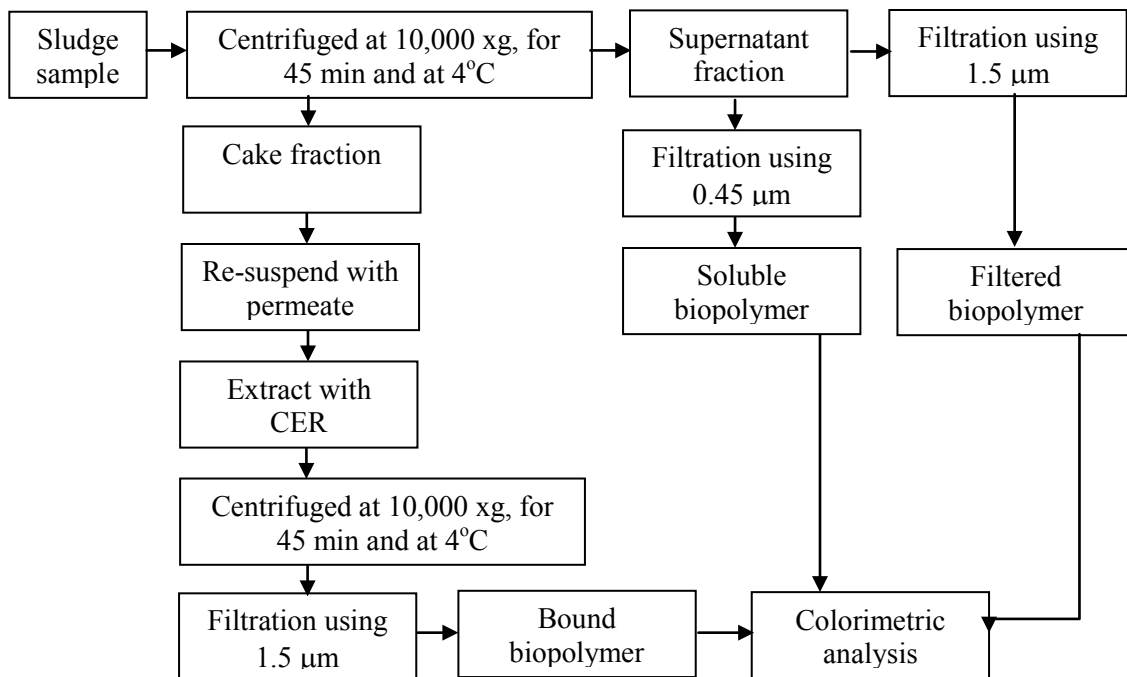 Sludge
sample
Centrifuged at 10,000 xg, for
45 min and at 4°C
Supernatant
fraction
Filtration using
1.5 μm
Cake fraction
Filtration using
0.45 μm
Re-suspend with
permeate
Soluble
biopolymer
Filtered
biopolymer
Extract with
CER
Centrifuged at 10,000 xg, for
45 min and at 4°C
Filtration using
1.5 μm
Bound
biopolymer
Colorimetric
analysis